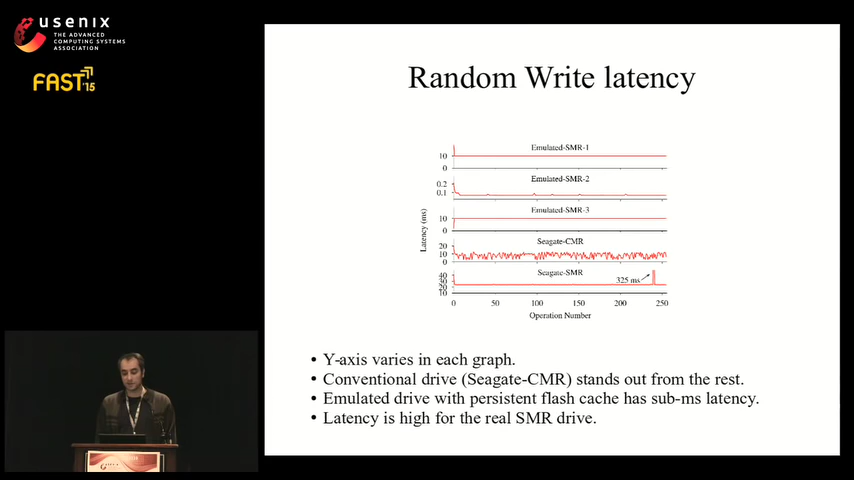 usenix
THE ADVANCED
COMPUTING SYSTEMS
ASSOCIATION
FAST '15
Random Write latency
Emulated-SMR-1
10
0
Emulated-SMR-2
0.2
0.1
Emulated-SMR-3
10
0
Seagate-CMR
20
10
0
Seagate-SMR
40
30
20
10
325 ms
Latency (ms)
0 50 100 150 200 250
Operation Number
• Y-axis varies in each graph.
• Conventional drive (Seagate-CMR) stands out from the rest.
• Emulated drive with persistent flash cache has sub-ms latency.
• Latency is high for the real SMR drive.